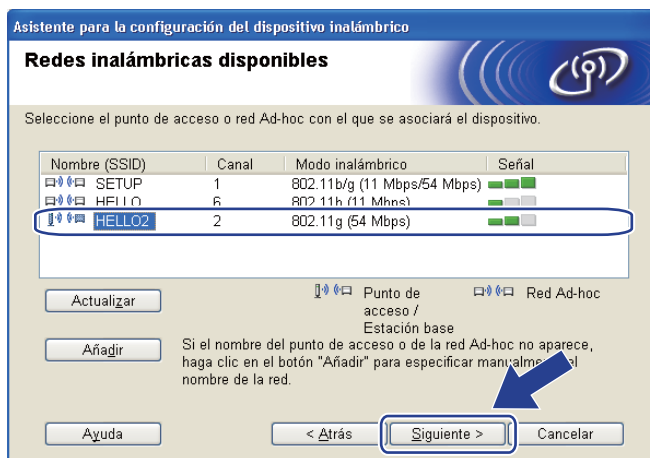 Asistente para la configuración del dispositivo inalámbrico
Redes inalámbricas disponibles
Seleccione el punto de acceso o red Ad-hoc con el que se asociará el dispositivo.
Nombre (SSID) Canal Modo inalámbrico Señal
SETUP 1 802.11b/g (11 Mbps/54 Mbps)
HELLO 6 802.11b (11 Mbps)
HELLO2 2 802.11g (54 Mbps)
Actualizar
Punto de
acceso /
Estación base
Red Ad-hoc
Añadir
Si el nombre del punto de acceso o de la red Ad-hoc no aparece,
haga clic en el botón "Añadir" para especificar manualmente el
nombre de la red.
Ayuda < Atrás Siguiente > Cancelar